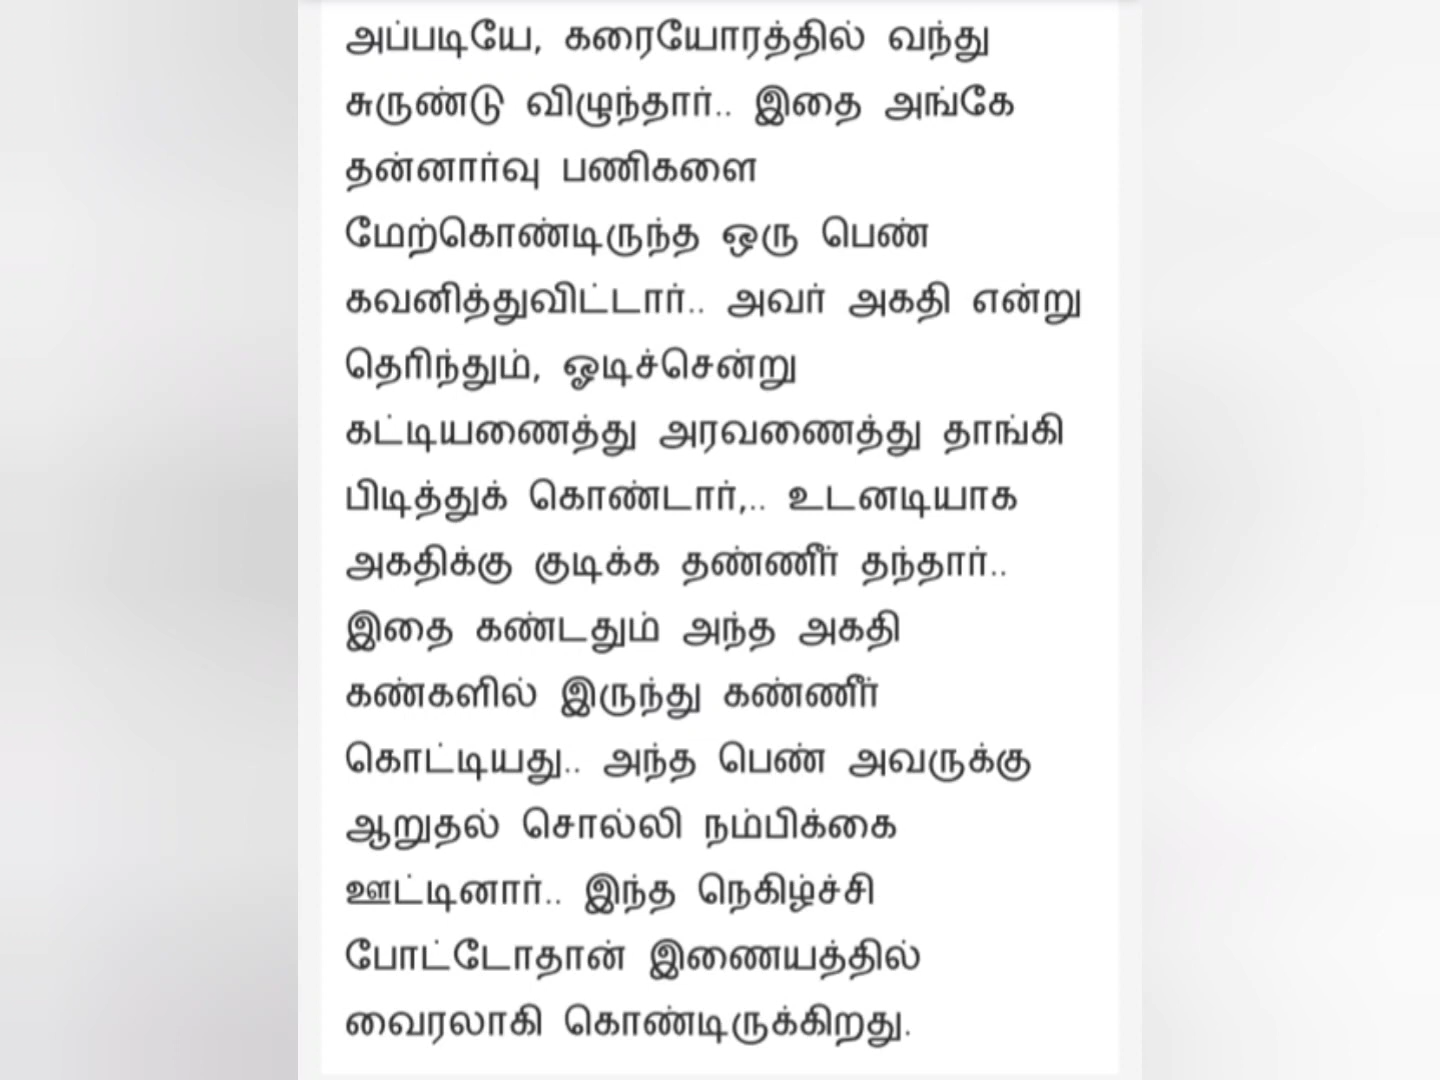 அப்படியே, கரையோரத்தில் வந்து
சுருண்டு விழுந்தார்.. இதை அங்கே
தன்னார்வு பணிகளை
மேற்கொண்டிருந்த ஒரு பெண்
கவனித்துவிட்டார்.. அவர் அகதி என்று
தெரிந்தும், ஓடிச்சென்று
கட்டியணைத்து அரவணைத்து தாங்கி
பிடித்துக் கொண்டார்,.. உடனடியாக
அகதிக்கு குடிக்க தண்ணீர் தந்தார்..
இதை கண்டதும் அந்த அகதி
கண்களில் இருந்து கண்ணீர்
கொட்டியது.. அந்த பெண் அவருக்கு
ஆறுதல் சொல்லி நம்பிக்கை
ஊட்டினார்.. இந்த நெகிழ்ச்சி
போட்டோதான் இணையத்தில்
வைரலாகி கொண்டிருக்கிறது.